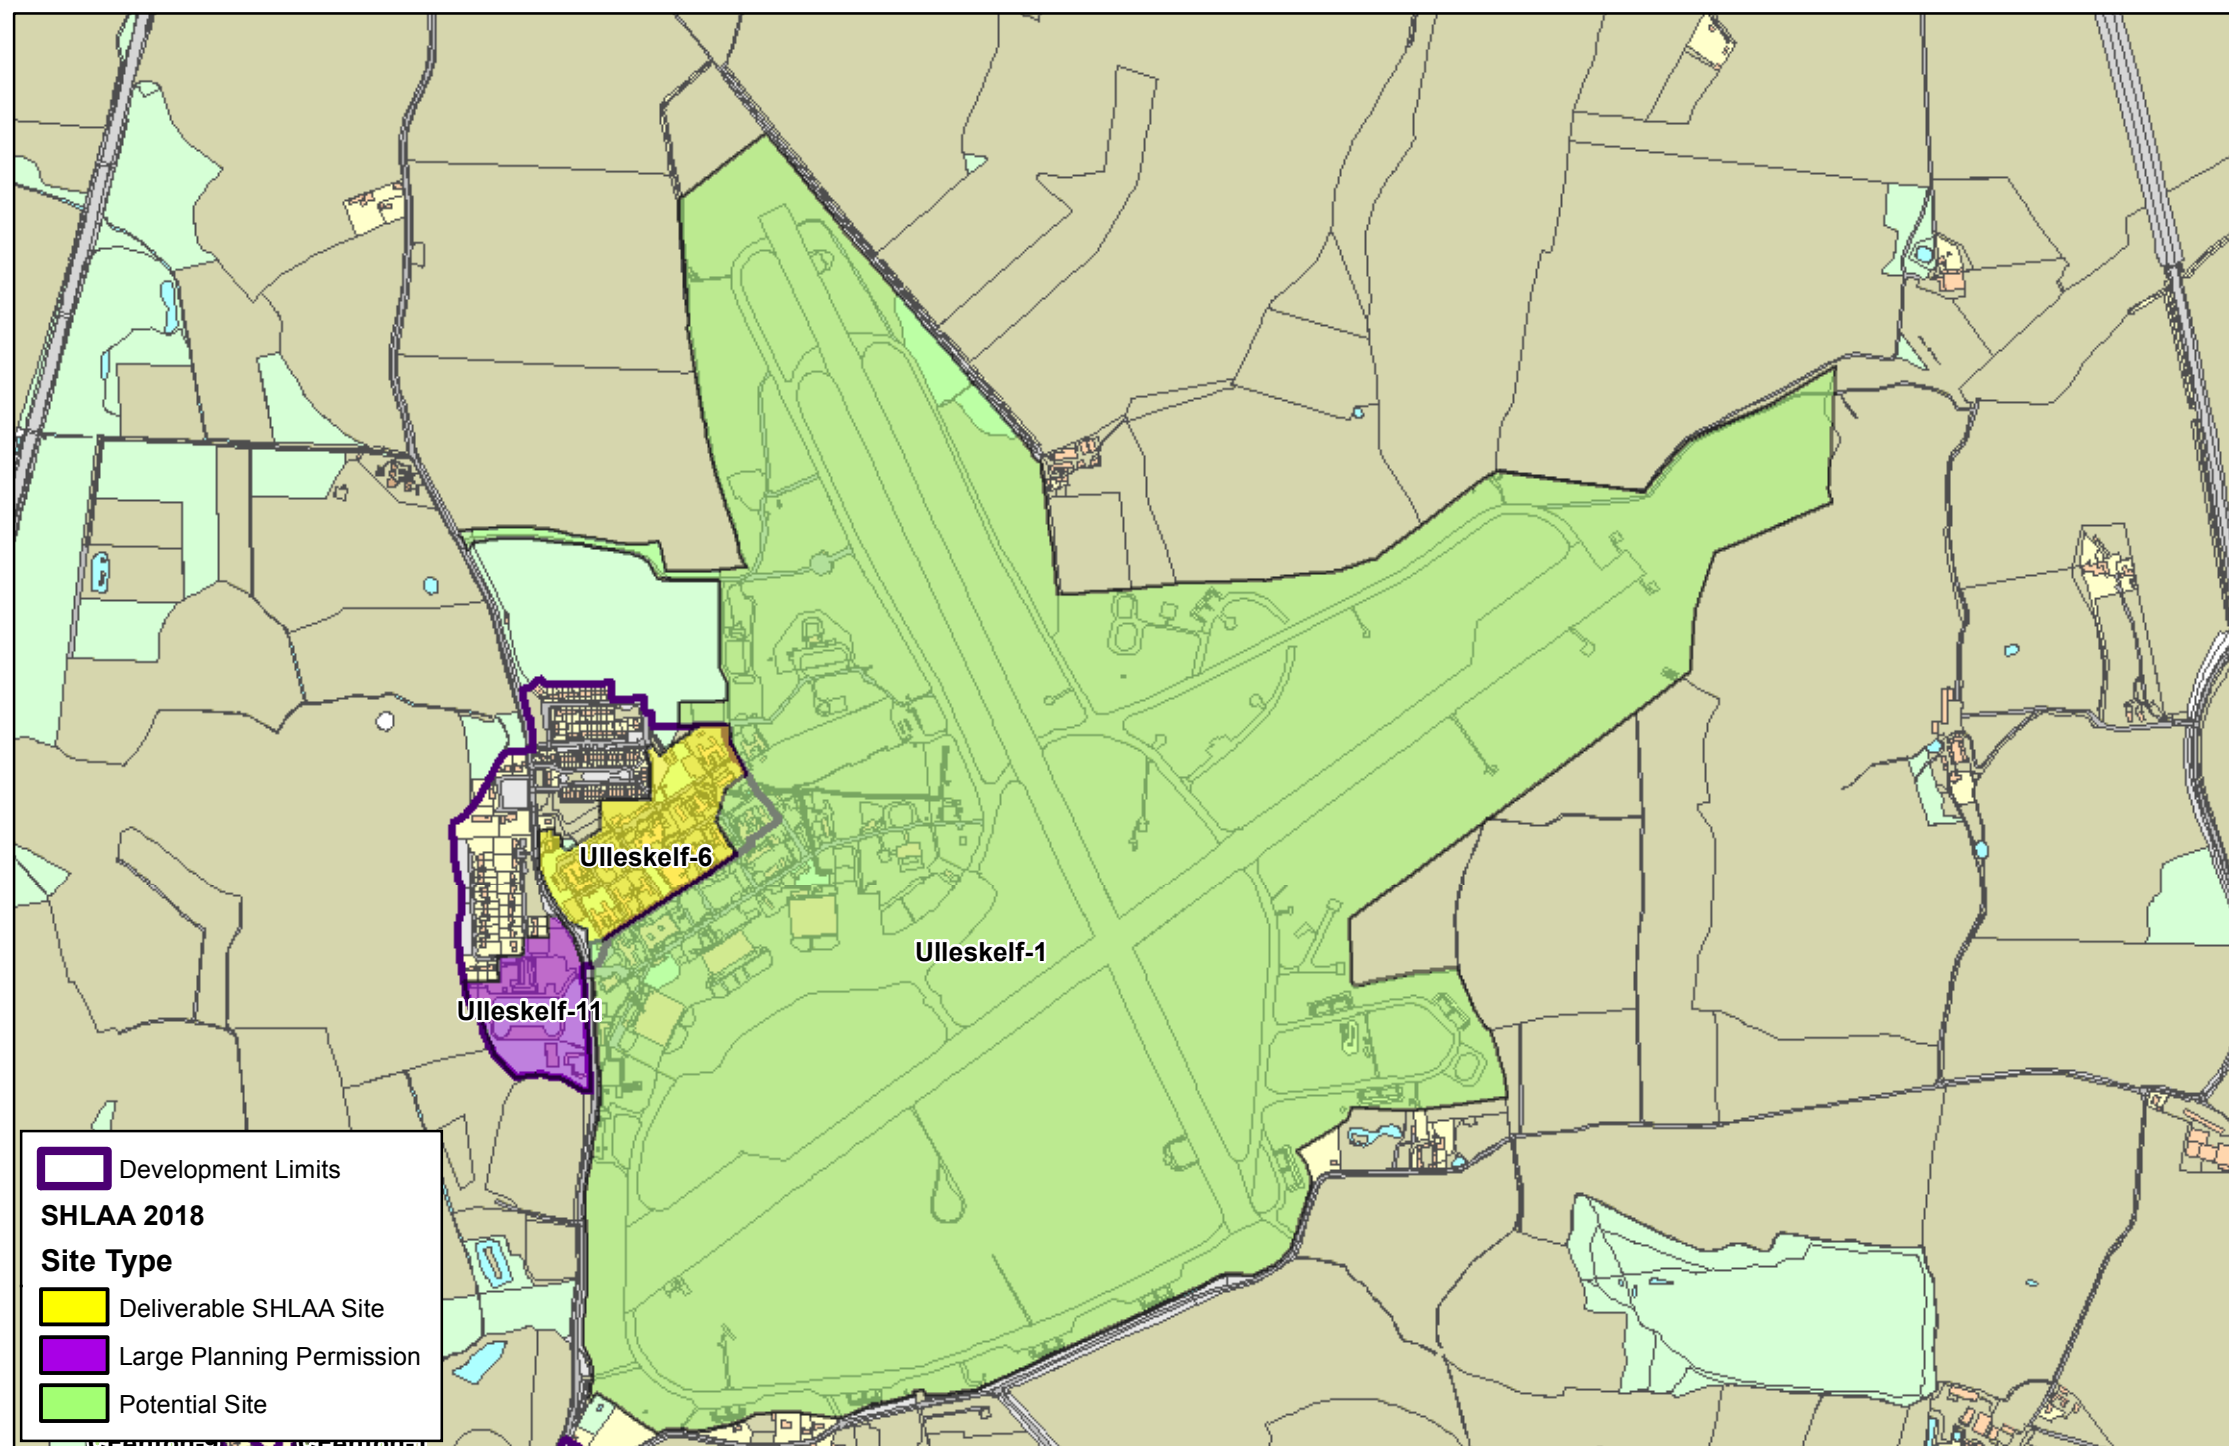 Ulleskelf-6
Ulleskelf-1
Ulleskelf-11
Development Limits
SHLAA 2018
Site Type
Deliverable SHLAA Site
Large Planning Permission
Potential Site